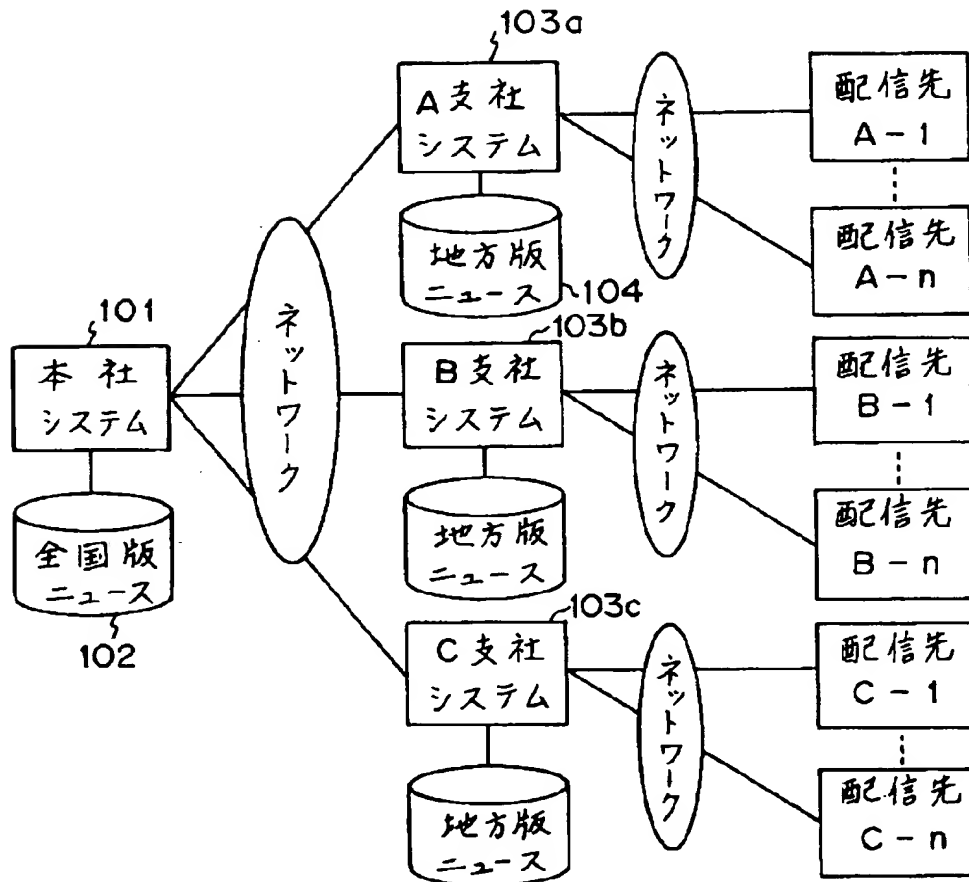 103a
A支社
システム
ネットワーク
配信先
A-1
地方版
ニュース
104
配信先
A-n
101
本社
システム
ネットワーク
103b
B支社
システム
ネットワーク
配信先
B-1
全国版
ニュース
102
地方版
ニュース
配信先
B-n
103c
C支社
システム
ネットワーク
配信先
C-1
地方版
ニュース
配信先
C-n